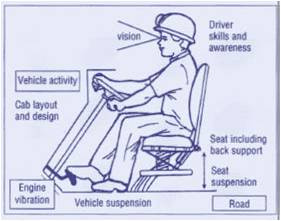 vision
Driver
skills and
awareness
Vehicle activity
Cab layout
and design
Seat including
back support
Seat
suspension
Engine
vibration
Vehicle suspension
Road